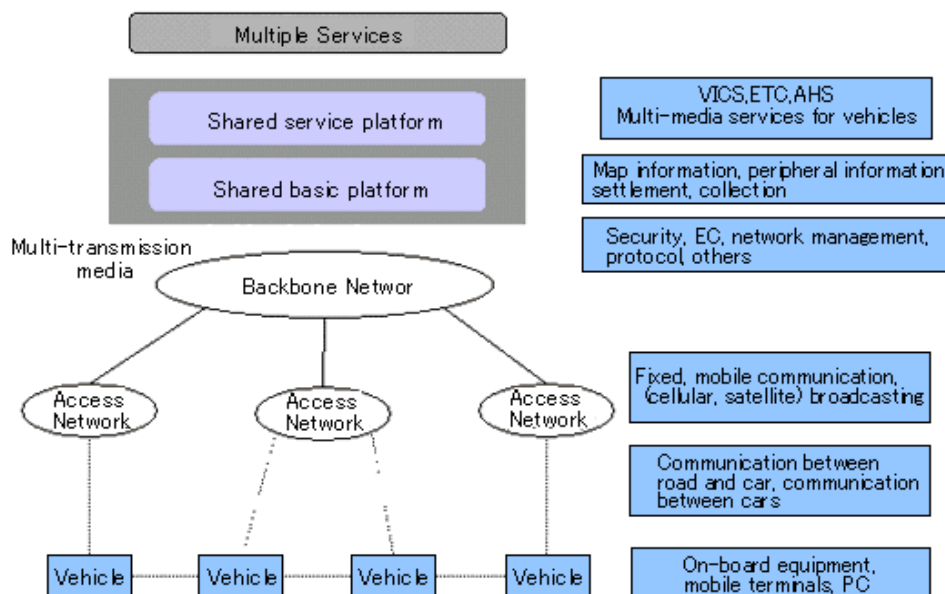 Multiple Services
VICS,ETC,AHS
Multi-media services for vehicles
Shared service platform
Map information, peripheral information
settlement, collection
Shared basic platform
Security, EC, network management,
protocol, others
Multi-transmission
media
Backbone Networ
Fixed, mobile communication,
(cellular, satellite) broadcasting
Access
Network
Access
Network
Access
Network
Communication between
road and car, communication
between cars
Vehicle
Vehicle
Vehicle
Vehicle
On-board equipment,
mobile terminals, PC